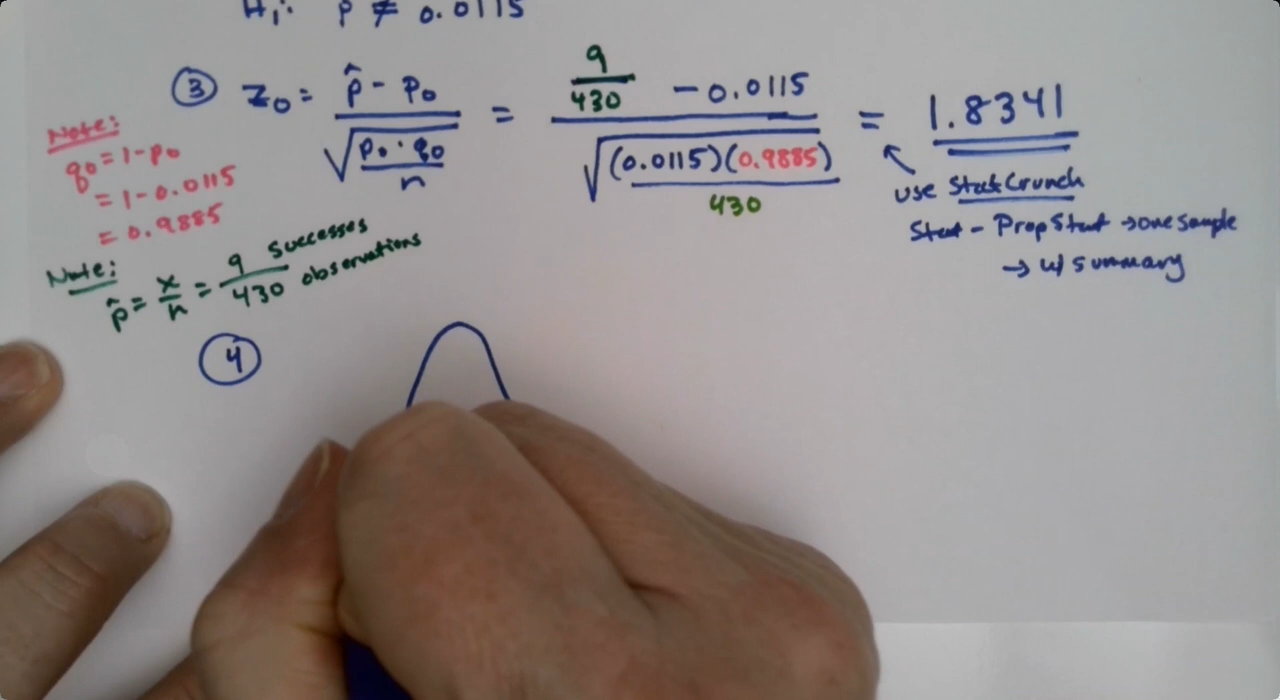 H₁: p ≠ 0.0115
③ z₀ = (p̂ - p₀) / √(p₀ · q₀ / n) = (9/430 - 0.0115) / √((0.0115)(0.9885) / 430) = 1.8341
Note:
q₀ = 1 - p₀
= 1 - 0.0115
= 0.9885
use StatCrunch
Stat - PropStat → one sample
→ w/ summary
Note:
p̂ = x/n = 9 successes / 430 observations
④